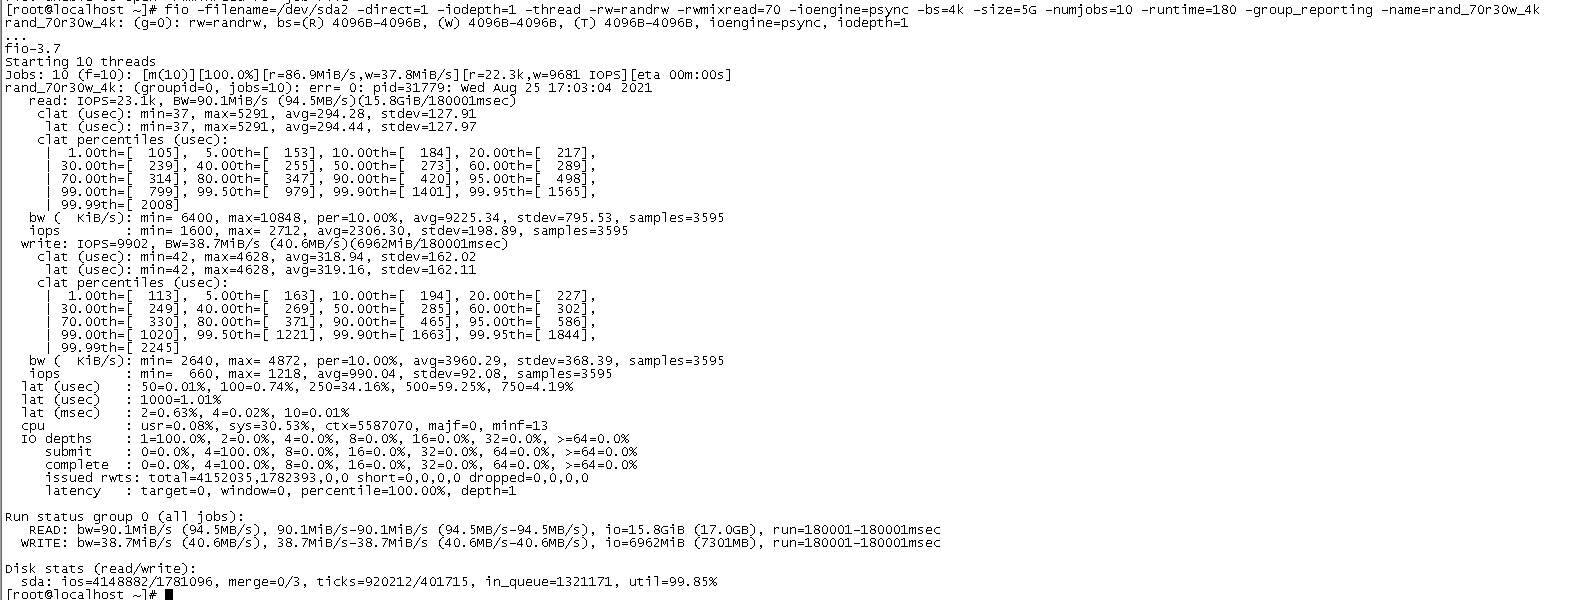 [root@localhost ~]# fio -filename=/dev/sda2 -direct=1 -iodepth=1 -thread -rw=randrw -rwmixread=70 -ioengine=psync -bs=4k -size=5G -numjobs=10 -runtime=180 -group_reporting -name=rand_70r30w_4k
rand_70r30w_4k: (g=0): rw=randrw, bs=(R) 4096B-4096B, (W) 4096B-4096B, (T) 4096B-4096B, ioengine=psync, iodepth=1
...
fio-3.7
Starting 10 threads
Jobs: 10 (f=10): [m(10)][100.0%][r=86.9MiB/s,w=37.8MiB/s][r=22.3k,w=9681 IOPS][eta 00m:00s]
rand_70r30w_4k: (groupid=0, jobs=10): err= 0: pid=31779: Wed Aug 25 17:03:04 2021
   read: IOPS=23.1k, BW=90.1MiB/s (94.5MB/s)(15.8GiB/180001msec)
    clat (usec): min=37, max=5291, avg=294.28, stdev=127.91
     lat (usec): min=37, max=5291, avg=294.44, stdev=127.97
    clat percentiles (usec):
     |  1.00th=[  105],  5.00th=[  153], 10.00th=[  184], 20.00th=[  217],
     | 30.00th=[  239], 40.00th=[  255], 50.00th=[  273], 60.00th=[  289],
     | 70.00th=[  314], 80.00th=[  347], 90.00th=[  420], 95.00th=[  498],
     | 99.00th=[  799], 99.50th=[  979], 99.90th=[ 1401], 99.95th=[ 1565],
     | 99.99th=[ 2008]
   bw (  KiB/s): min= 6400, max=10848, per=10.00%, avg=9225.34, stdev=795.53, samples=3595
   iops        : min= 1600, max= 2712, avg=2306.30, stdev=198.89, samples=3595
  write: IOPS=9902, BW=38.7MiB/s (40.6MB/s)(6962MiB/180001msec)
    clat (usec): min=42, max=4628, avg=318.94, stdev=162.02
     lat (usec): min=42, max=4628, avg=319.16, stdev=162.11
    clat percentiles (usec):
     |  1.00th=[  113],  5.00th=[  163], 10.00th=[  194], 20.00th=[  227],
     | 30.00th=[  249], 40.00th=[  269], 50.00th=[  285], 60.00th=[  302],
     | 70.00th=[  330], 80.00th=[  371], 90.00th=[  465], 95.00th=[  586],
     | 99.00th=[ 1020], 99.50th=[ 1221], 99.90th=[ 1663], 99.95th=[ 1844],
     | 99.99th=[ 2245]
   bw (  KiB/s): min= 2640, max= 4872, per=10.00%, avg=3960.29, stdev=368.39, samples=3595
   iops        : min=  660, max= 1218, avg=990.04, stdev=92.08, samples=3595
  lat (usec)   : 50=0.01%, 100=0.74%, 250=34.16%, 500=59.25%, 750=4.19%
  lat (usec)   : 1000=1.01%
  lat (msec)   : 2=0.63%, 4=0.02%, 10=0.01%
  cpu          : usr=0.08%, sys=30.53%, ctx=5587070, majf=0, minf=13
  IO depths    : 1=100.0%, 2=0.0%, 4=0.0%, 8=0.0%, 16=0.0%, 32=0.0%, >=64=0.0%
     submit    : 0=0.0%, 4=100.0%, 8=0.0%, 16=0.0%, 32=0.0%, 64=0.0%, >=64=0.0%
     complete  : 0=0.0%, 4=100.0%, 8=0.0%, 16=0.0%, 32=0.0%, 64=0.0%, >=64=0.0%
     issued rwts: total=4152035,1782393,0,0 short=0,0,0,0 dropped=0,0,0,0
     latency   : target=0, window=0, percentile=100.00%, depth=1
Run status group 0 (all jobs):
   READ: bw=90.1MiB/s (94.5MB/s), 90.1MiB/s-90.1MiB/s (94.5MB/s-94.5MB/s), io=15.8GiB (17.0GB), run=180001-180001msec
  WRITE: bw=38.7MiB/s (40.6MB/s), 38.7MiB/s-38.7MiB/s (40.6MB/s-40.6MB/s), io=6962MiB (7301MB), run=180001-180001msec
Disk stats (read/write):
  sda: ios=4148882/1781096, merge=0/3, ticks=920212/401715, in_queue=1321171, util=99.85%
[root@localhost ~]#